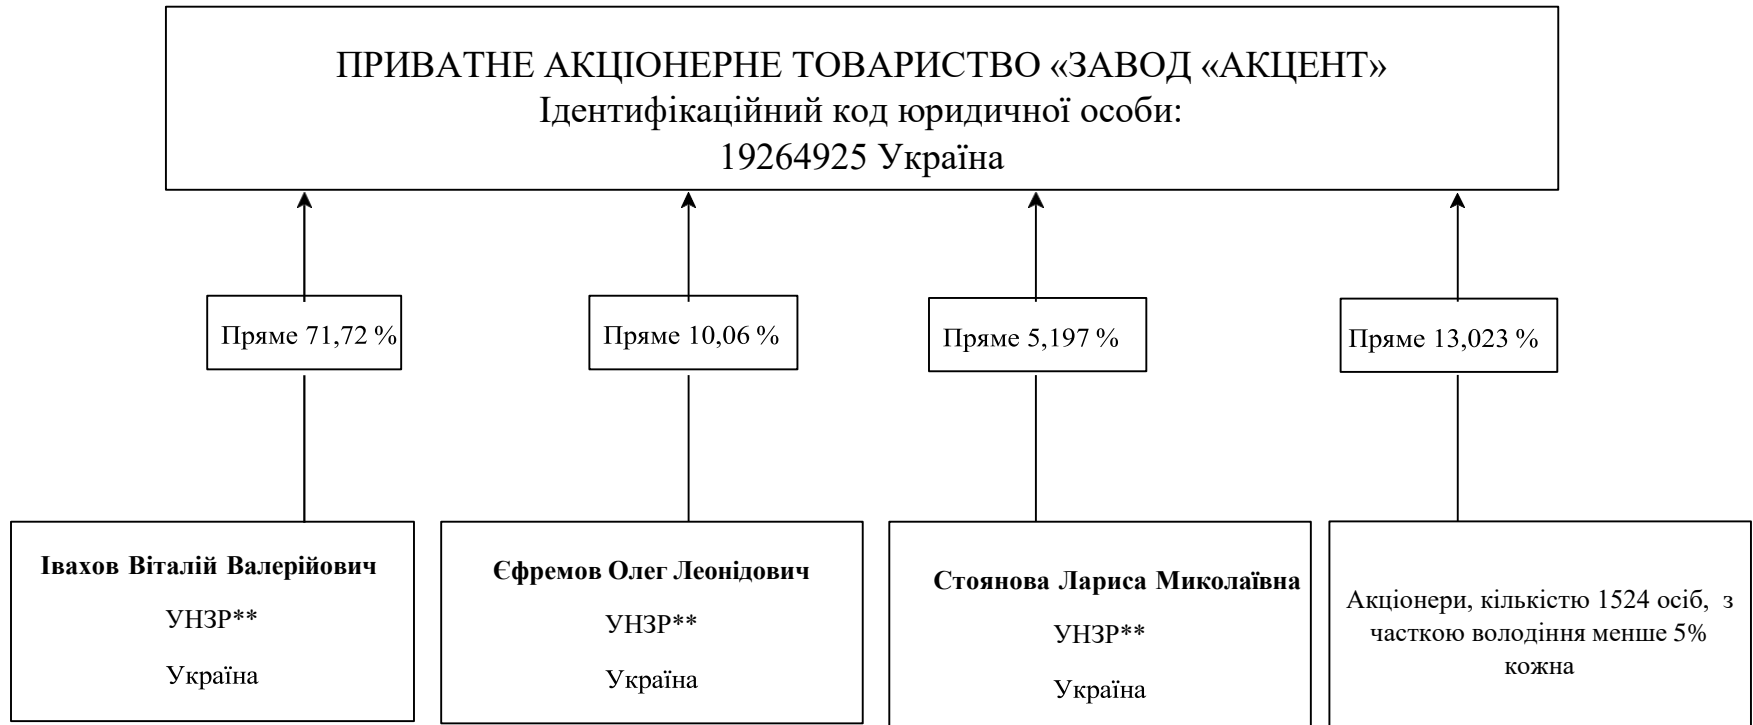 ПРИВАТНЕ АКЦІОНЕРНЕ ТОВАРИСТВО «ЗАВОД «АКЦЕНТ»
Ідентифікаційний код юридичної особи:
19264925 Україна
Пряме 71,72 %
Пряме 10,06 %
Пряме 5,197 %
Пряме 13,023 %
Івахов Віталій Валерійович
УНЗР**
Україна
Єфремов Олег Леонідович
УНЗР**
Україна
Стоянова Лариса Миколаївна
УНЗР**
Україна
Акціонери, кількістю 1524 осіб, з
часткою володіння менше 5%
кожна